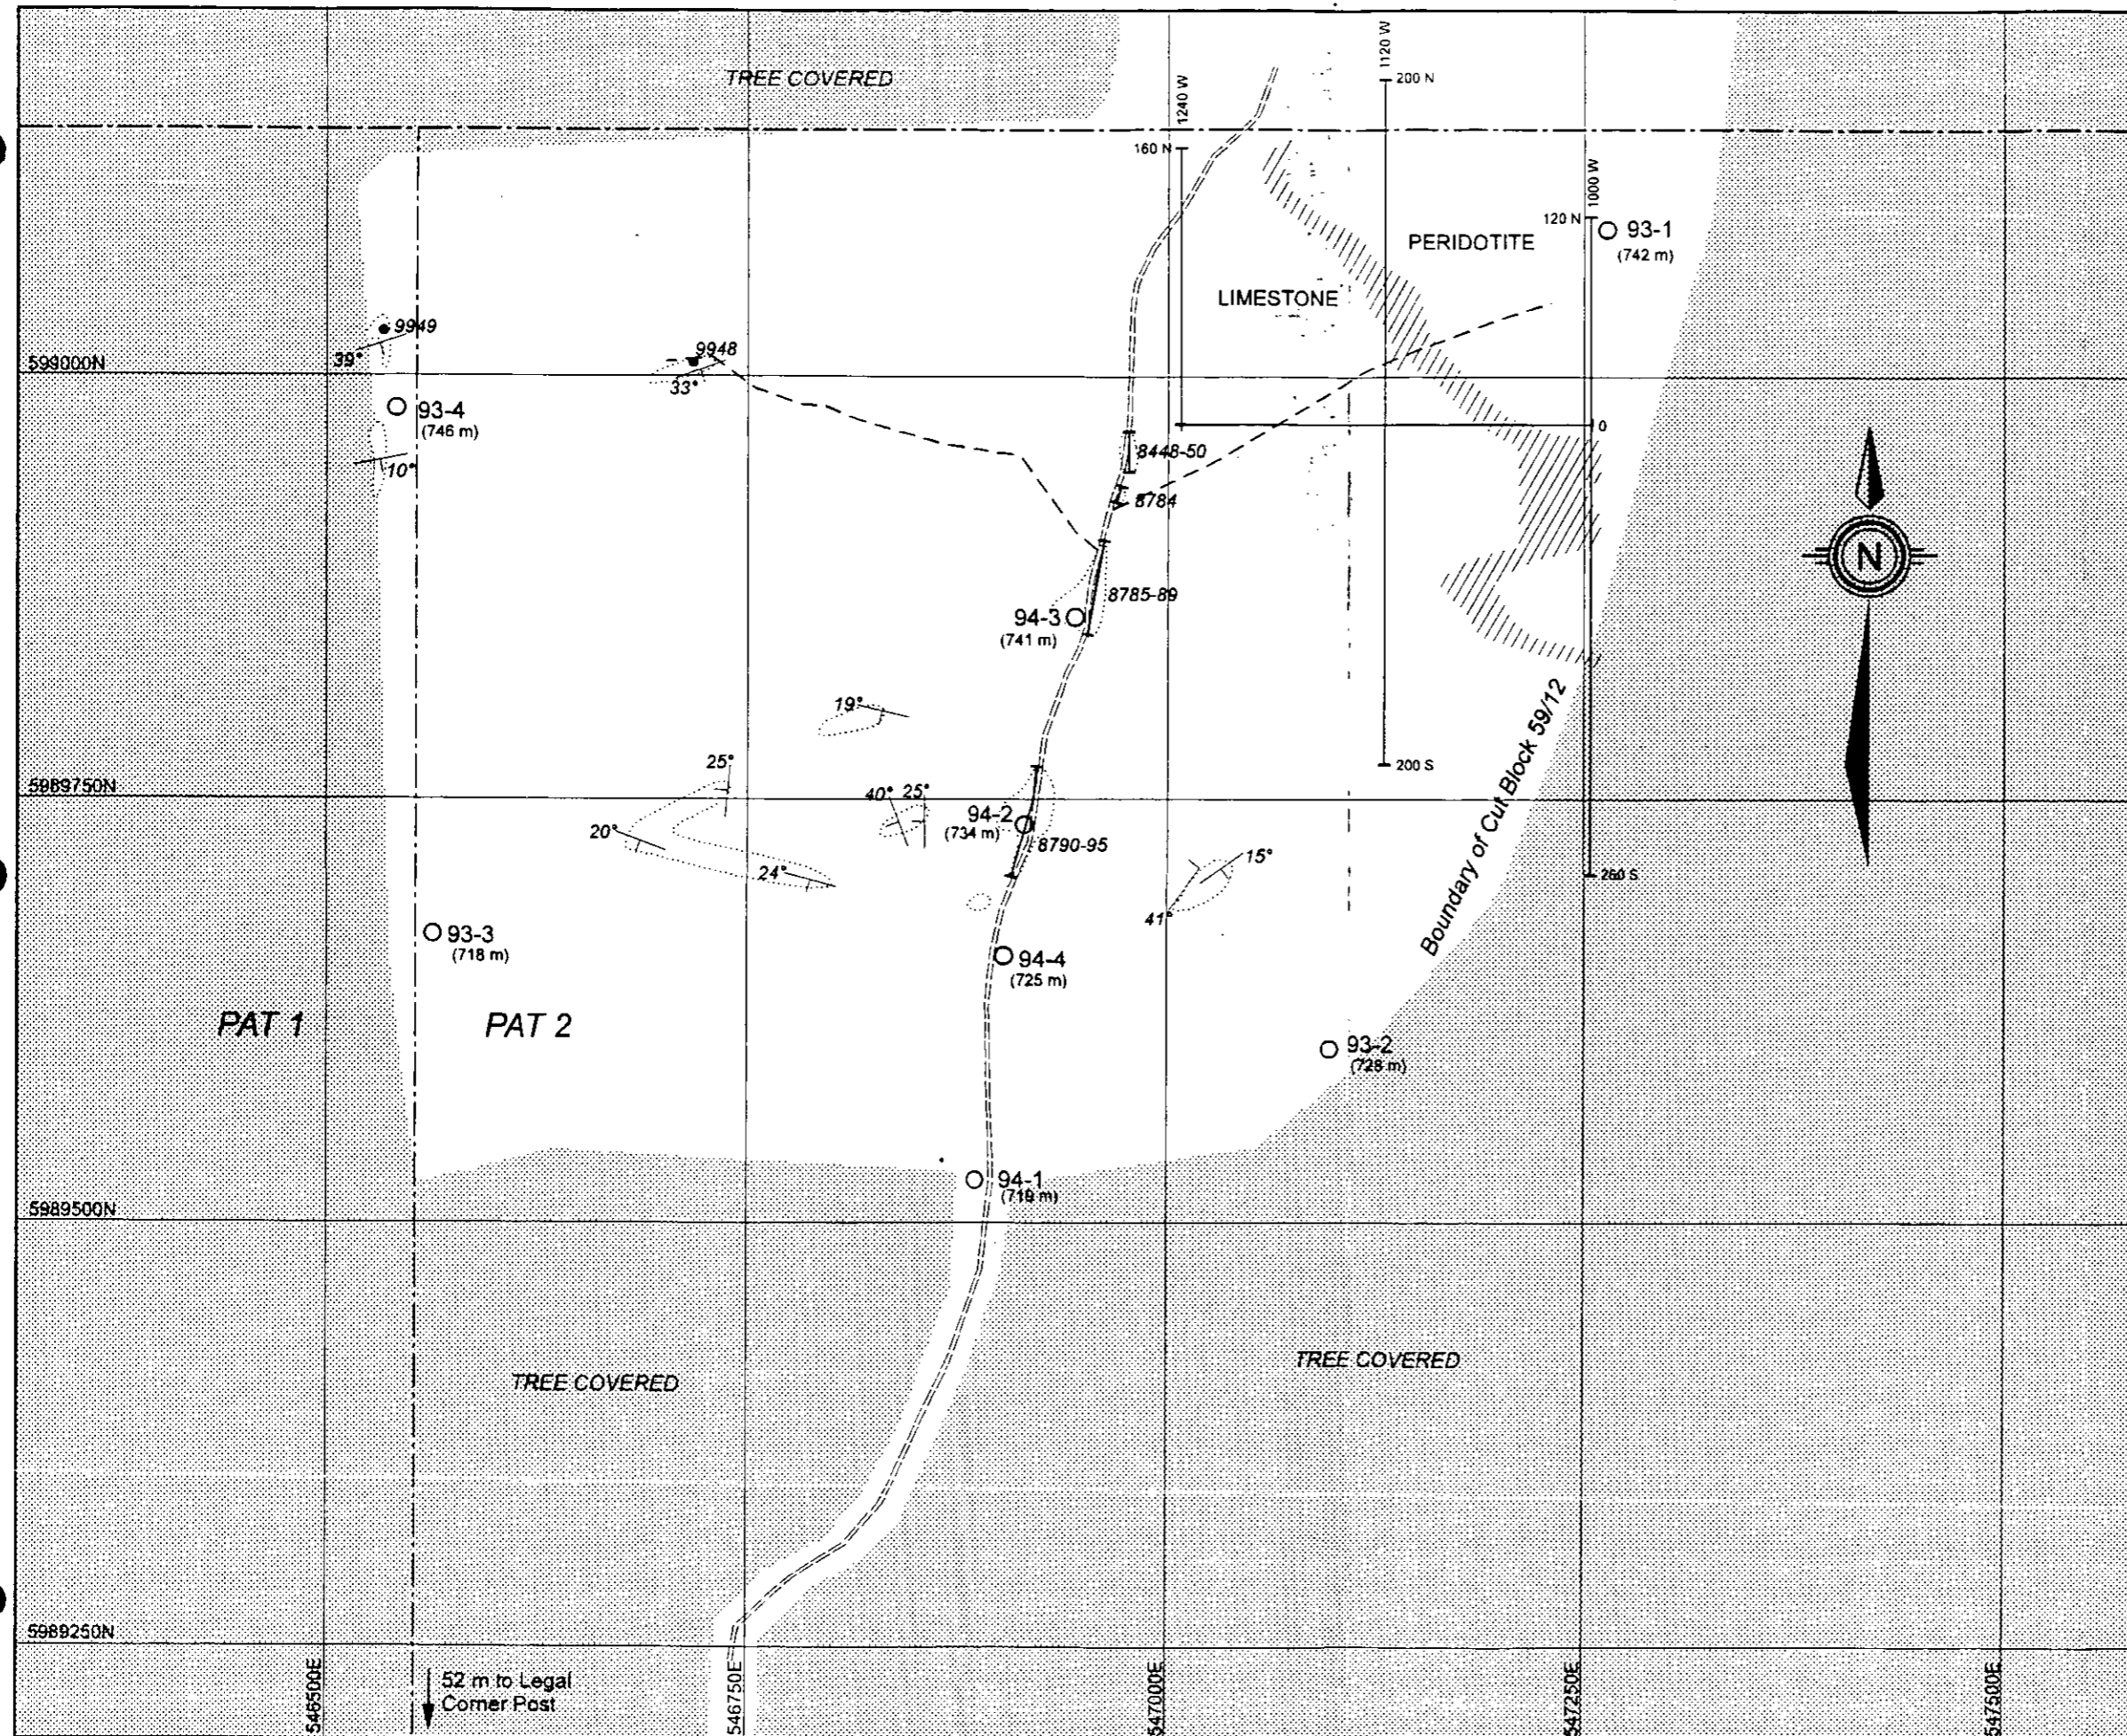 TREE COVERED
1240 W
1120 W
200 N
160 N
1000 W
120 N
93-1
(742 m)
PERIDOTITE
LIMESTONE
9949
39°
9948
33°
599000N
93-4
(746 m)
10°
0
8448-50
8784
N
8785-89
94-3
(741 m)
19°
25°
200 S
5989750N
40°
25°
94-2
(734 m)
20°
8790-95
15°
24°
260 S
41°
Boundary of Cut Block 59/12
93-3
(718 m)
94-4
(725 m)
PAT 1
PAT 2
93-2
(728 m)
94-1
(719 m)
5989500N
TREE COVERED
TREE COVERED
5989250N
52 m to Legal
Corner Post
546500E
546750E
547000E
547250E
547500E